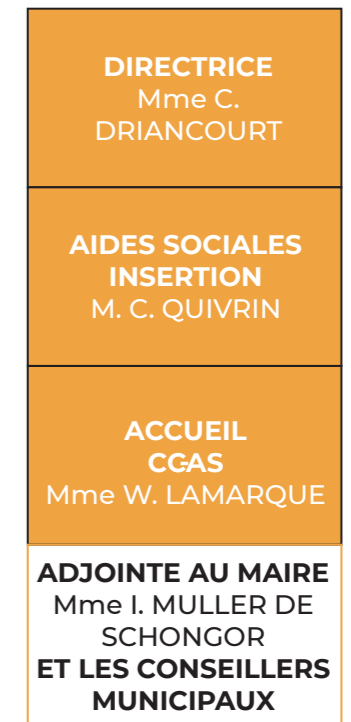 DIRECTRICE
Mme C.
DRIANCOURT
AIDES SOCIALES
INSERTION
M. C. QUIVRIN
ACCUEIL
Mme W. LAMARQUE
ADJOINTE AU MAIRE
Mme I. MULLER DE
SCHONGOR
ET LES CONSEILLERS
MUNICIPAUX